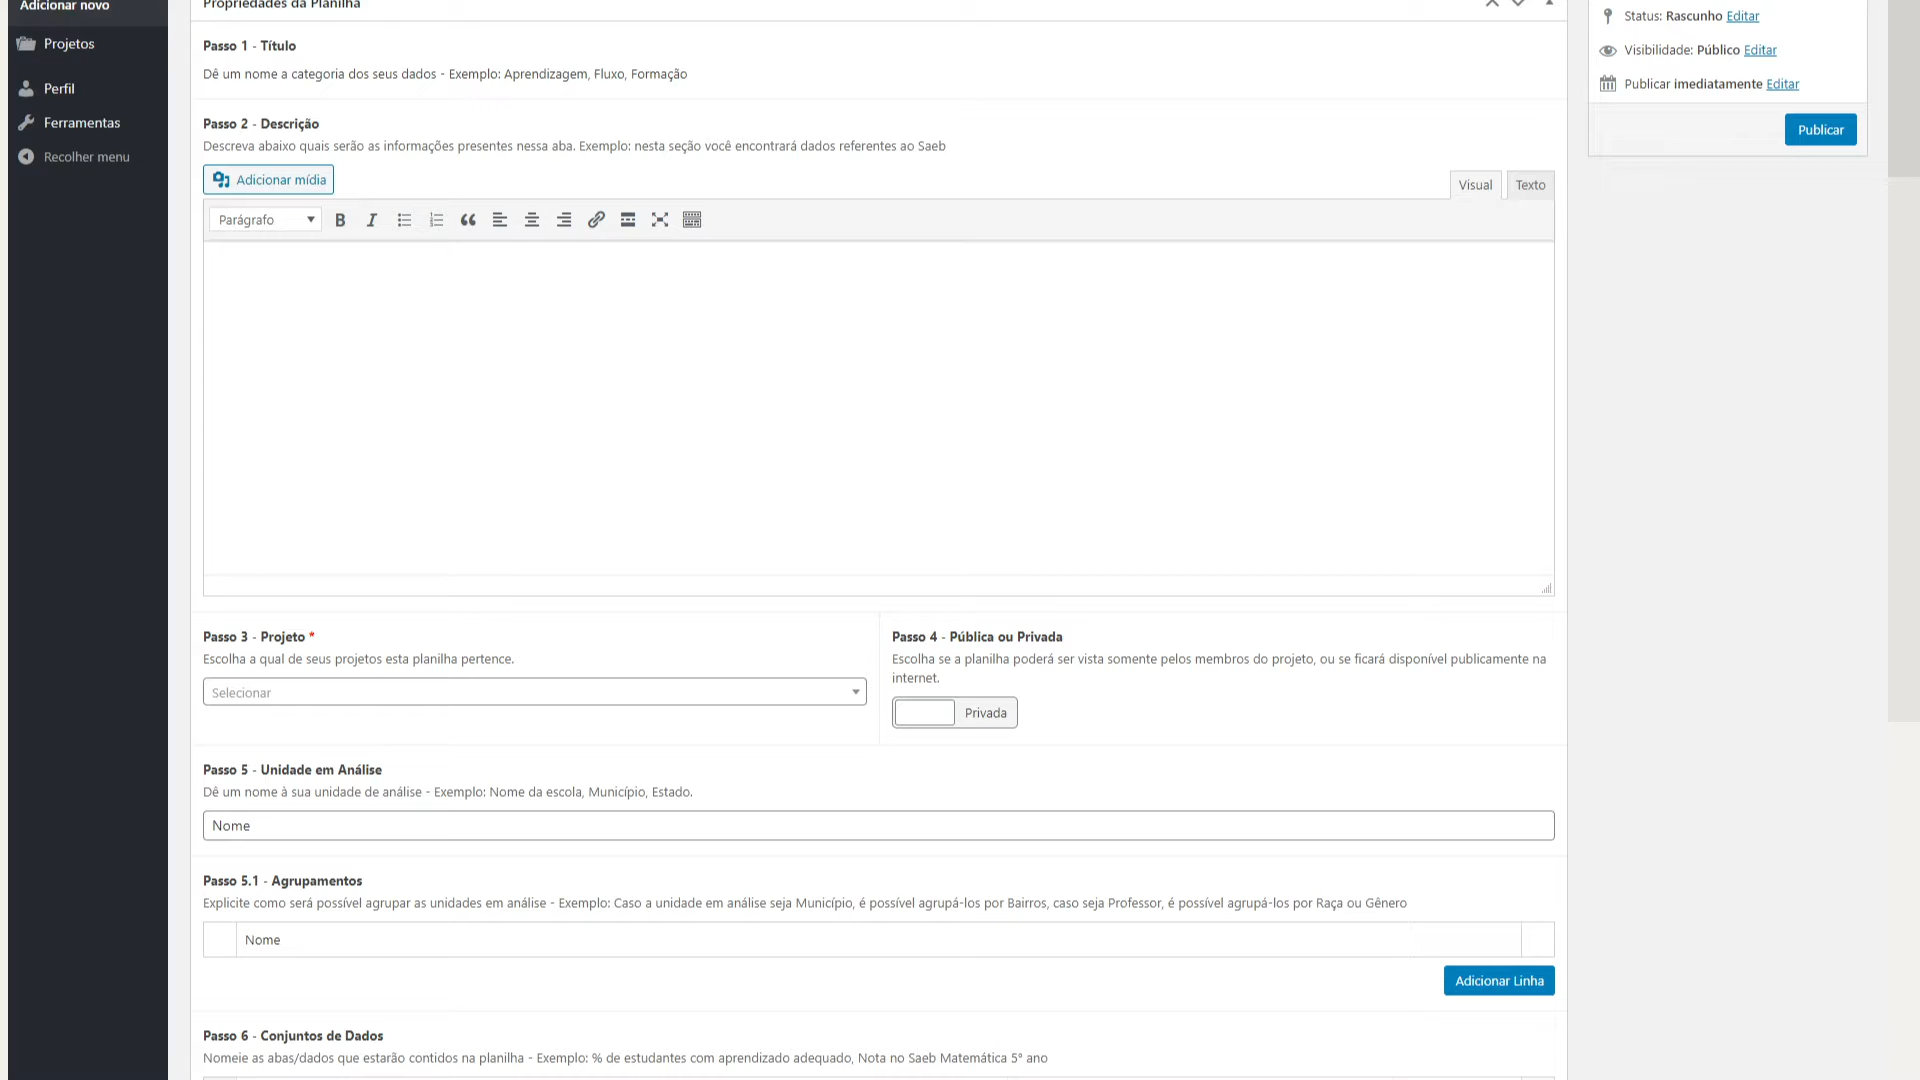 Adicionar novo
Projetos
Perfil
Ferramentas
Recolher menu
Propriedades da Planilha
Passo 1 - Título
Dê um nome a categoria dos seus dados - Exemplo: Aprendizagem, Fluxo, Formação
Passo 2 - Descrição
Descreva abaixo quais serão as informações presentes nessa aba. Exemplo: nesta seção você encontrará dados referentes ao Saeb
Adicionar mídia
Visual
Texto
Parágrafo
Passo 3 - Projeto *
Escolha a qual de seus projetos esta planilha pertence.
Selecionar
Passo 4 - Pública ou Privada
Escolha se a planilha poderá ser vista somente pelos membros do projeto, ou se ficará disponível publicamente na
internet.
Privada
Passo 5 - Unidade em Análise
Dê um nome à sua unidade de análise - Exemplo: Nome da escola, Município, Estado.
Nome
Passo 5.1 - Agrupamentos
Explicite como será possível agrupar as unidades em análise - Exemplo: Caso a unidade em análise seja Município, é possível agrupá-los por Bairros, caso seja Professor, é possível agrupá-los por Raça ou Gênero
Nome
Adicionar Linha
Passo 6 - Conjuntos de Dados
Nomeie as abas/dados que estarão contidos na planilha - Exemplo: % de estudantes com aprendizado adequado, Nota no Saeb Matemática 5º ano
Status: Rascunho Editar
Visibilidade: Público Editar
Publicar imediatamente Editar
Publicar